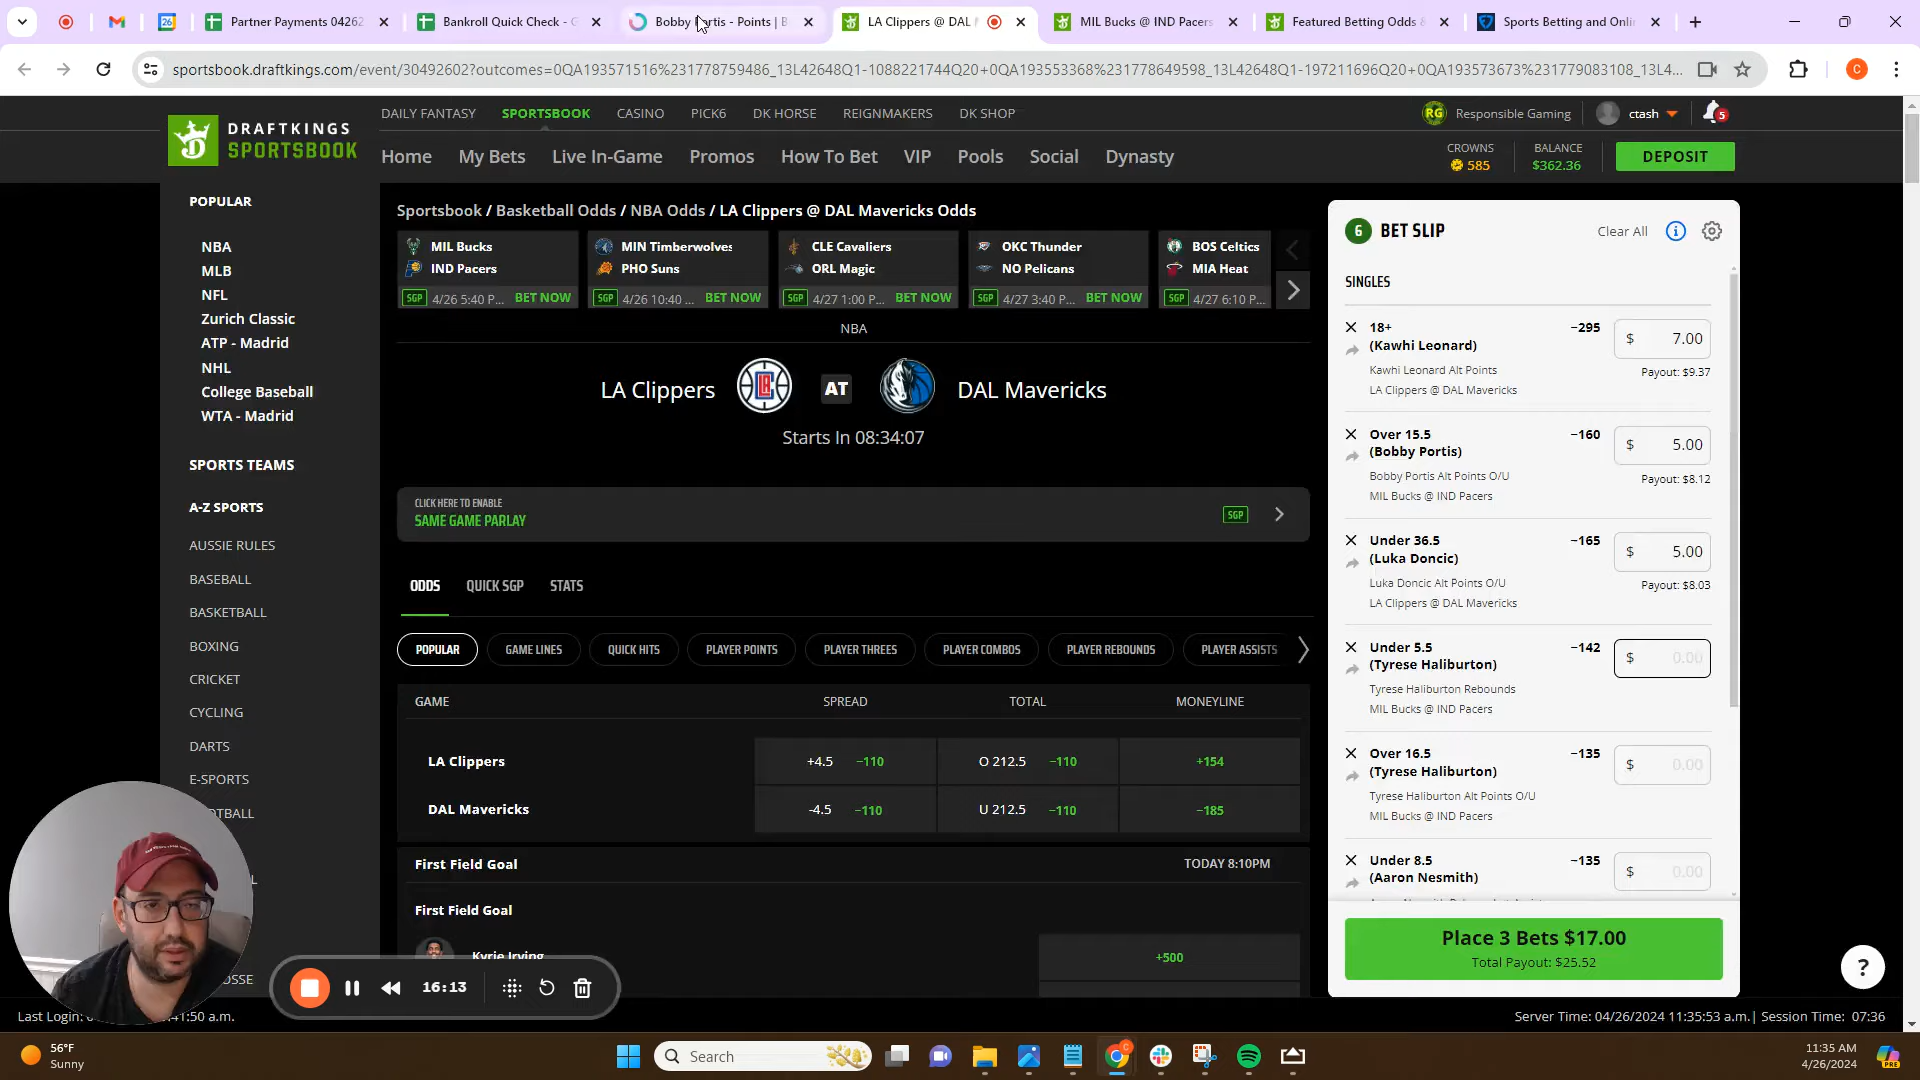 Partner Payments 04262
Bankroll Quick Check - G
Bobby Portis - Points | B
LA Clippers @ DAL M
MIL Bucks @ IND Pacers
Featured Betting Odds &
Sports Betting and Onli
sportsbook.draftkings.com/event/30492602?outcomes=0QA193571516%231778759486_13L42648Q1-1088221744Q20+0QA193553368%231778649598_13L42648Q1-197211696Q20+0QA193573673%231779083108_13L4...
C
DAILY FANTASY SPORTSBOOK CASINO PICK6 DK HORSE REIGNMAKERS DK SHOP
RG Responsible Gaming ctash 5
DRAFTKINGS
SPORTSBOOK
Home My Bets Live In-Game Promos How To Bet VIP Pools Social Dynasty
CROWNS 585
BALANCE $362.36
DEPOSIT
POPULAR
NBA
MLB
NFL
Zurich Classic
ATP - Madrid
NHL
College Baseball
WTA - Madrid
SPORTS TEAMS
A-Z SPORTS
AUSSIE RULES
BASEBALL
BASKETBALL
BOXING
CRICKET
CYCLING
DARTS
E-SPORTS
OTBALL
L
OSSE
Sportsbook / Basketball Odds / NBA Odds / LA Clippers @ DAL Mavericks Odds
MIL Bucks
IND Pacers
SGP 4/26 5:40 P... BET NOW
MIN Timberwolves
PHO Suns
SGP 4/26 10:40 ... BET NOW
CLE Cavaliers
ORL Magic
SGP 4/27 1:00 P... BET NOW
OKC Thunder
NO Pelicans
SGP 4/27 3:40 P... BET NOW
BOS Celtics
MIA Heat
SGP 4/27 6:10 P...
NBA
LA Clippers AT DAL Mavericks
Starts In 08:34:07
CLICK HERE TO ENABLE
SAME GAME PARLAY SGP
ODDS QUICK SGP STATS
POPULAR GAME LINES QUICK HITS PLAYER POINTS PLAYER THREES PLAYER COMBOS PLAYER REBOUNDS PLAYER ASSISTS
GAME SPREAD TOTAL MONEYLINE
LA Clippers +4.5 −110 O 212.5 −110 +154
DAL Mavericks -4.5 −110 U 212.5 −110 −185
First Field Goal TODAY 8:10PM
First Field Goal
Kyrie Irving +500
6 BET SLIP Clear All
SINGLES
18+ −295 $ 7.00
(Kawhi Leonard)
Kawhi Leonard Alt Points Payout: $9.37
LA Clippers @ DAL Mavericks
Over 15.5 −160 $ 5.00
(Bobby Portis)
Bobby Portis Alt Points O/U Payout: $8.12
MIL Bucks @ IND Pacers
Under 36.5 −165 $ 5.00
(Luka Doncic)
Luka Doncic Alt Points O/U Payout: $8.03
LA Clippers @ DAL Mavericks
Under 5.5 −142 $ 0.00
(Tyrese Haliburton)
Tyrese Haliburton Rebounds
MIL Bucks @ IND Pacers
Over 16.5 −135 $ 0.00
(Tyrese Haliburton)
Tyrese Haliburton Alt Points O/U
MIL Bucks @ IND Pacers
Under 8.5 −135 $ 0.00
(Aaron Nesmith)
Place 3 Bets $17.00
Total Payout: $25.52
?
16:13
Last Login: 0
41:50 a.m.
Server Time: 04/26/2024 11:35:53 a.m. | Session Time: 07:36
56°F
Sunny
Search
11:35 AM
4/26/2024